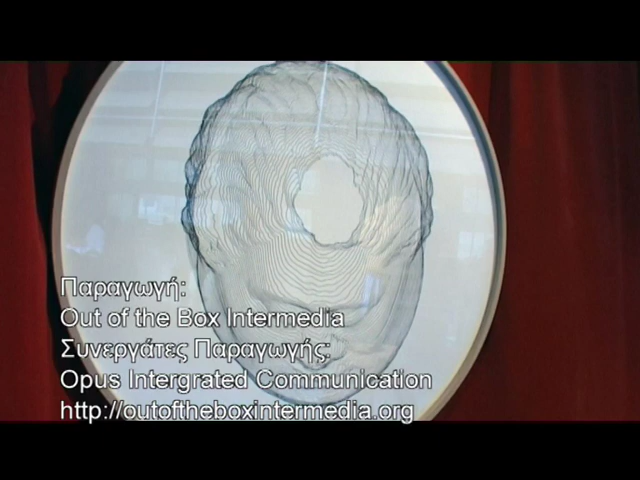 Παραγωγή:
Out of the Box Intermedia
Συνεργάτες Παραγωγής:
Opus Intergrated Communication
http://outoftheboxintermedia.org